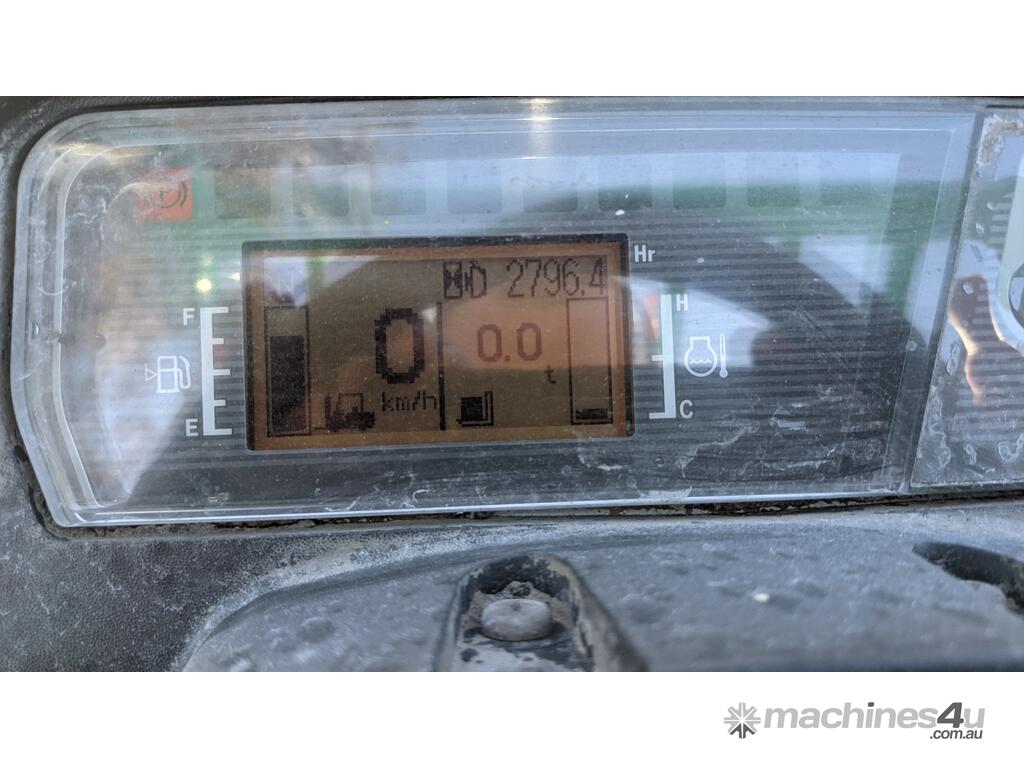 Hr
2796.4
F
H
0
0.0
t
km/h
E
C
machines4u
.com.au